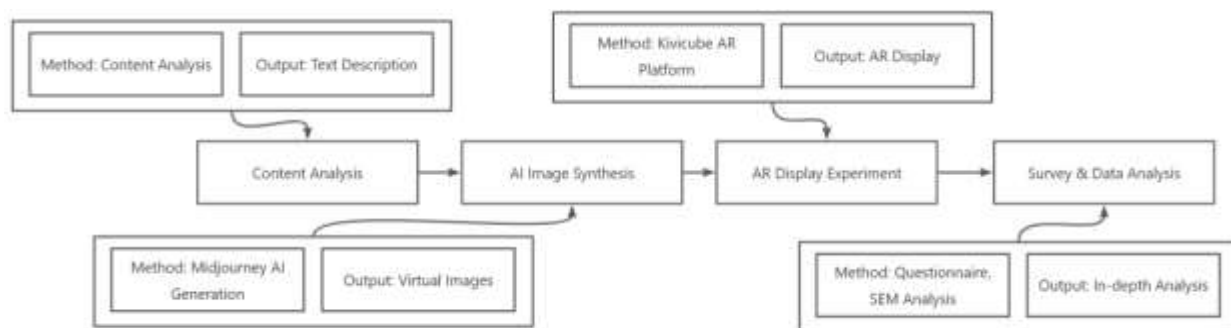 Method: Content Analysis
Output: Text Description
Method: Kivicube AR
Platform
Output: AR Display
Content Analysis
AI Image Synthesis
AR Display Experiment
Survey & Data Analysis
Method: Midjourney AI
Generation
Output: Virtual Images
Method: Questionnaire,
SEM Analysis
Output: In-depth Analysis